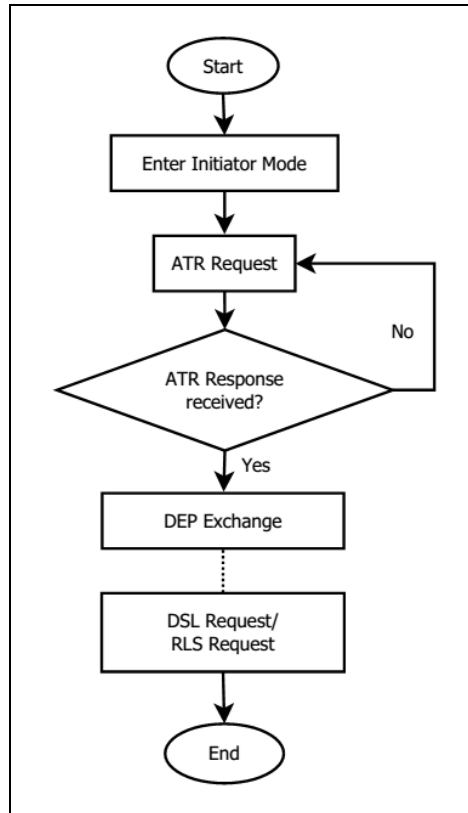 Start
Enter Initiator Mode
ATR Request
No
ATR Response
received?
Yes
DEP Exchange
DSL Request/
RLS Request
End